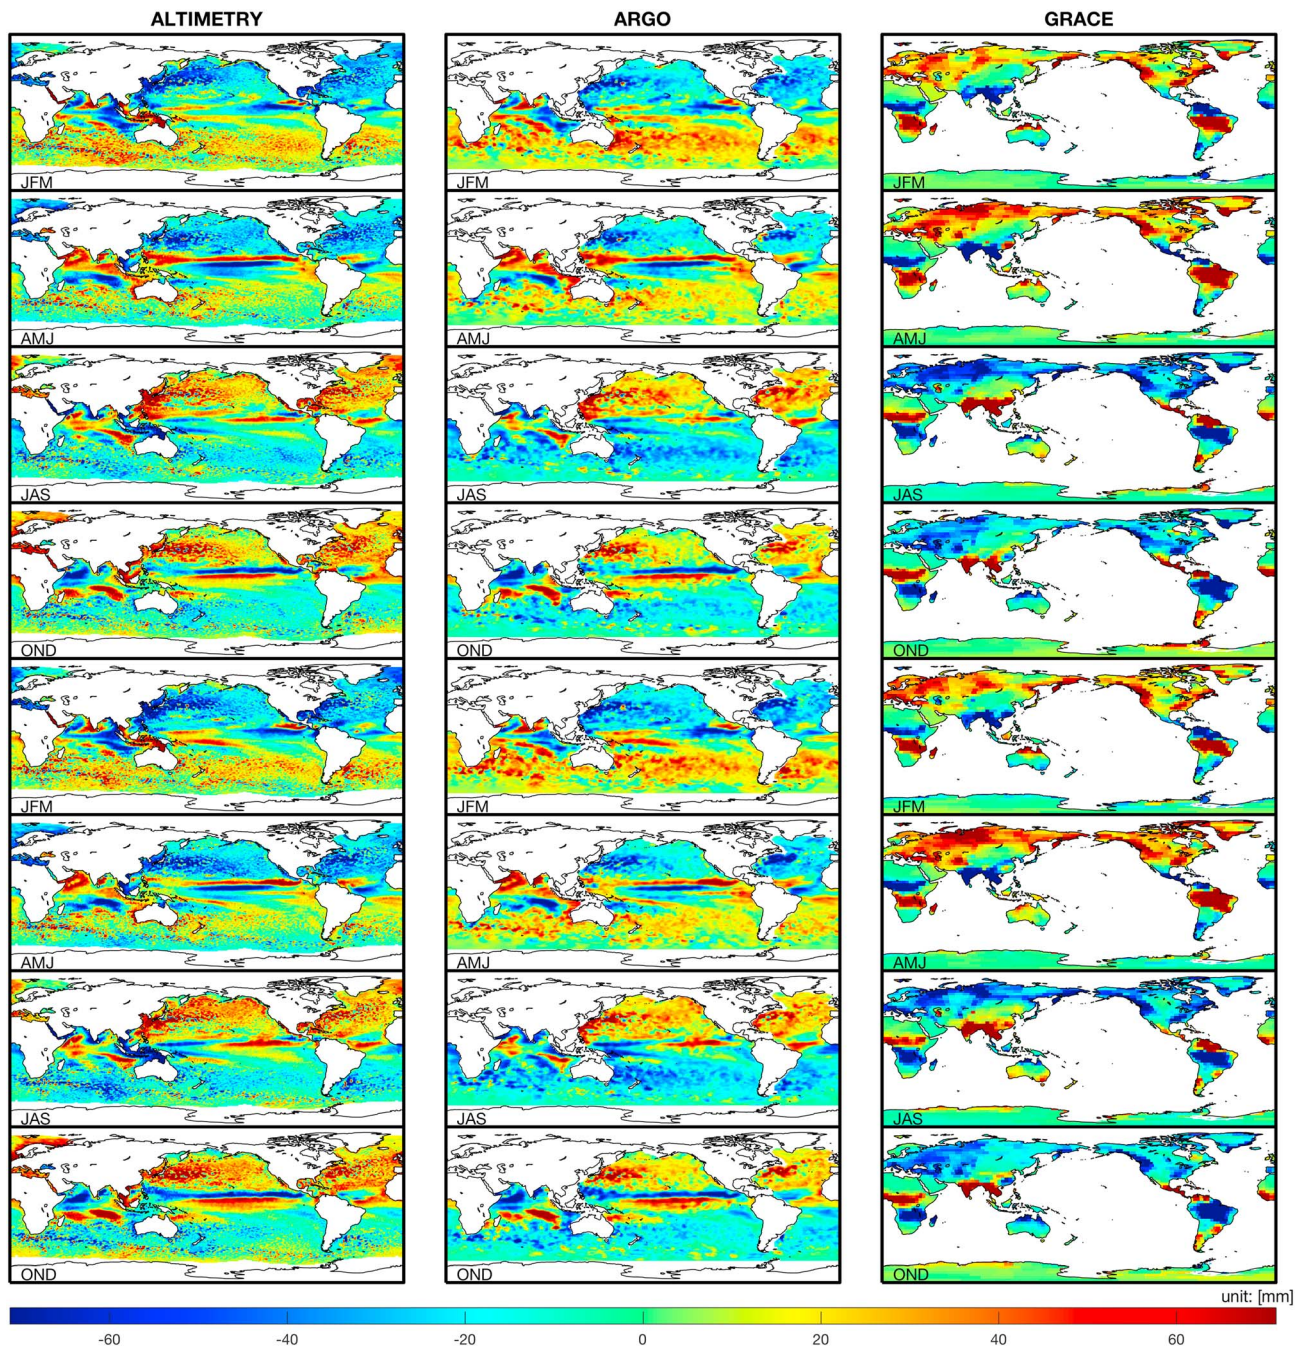 ALTIMETRY ARGO GRACE
JFM JFM JFM
AMJ AMJ AMJ
JAS JAS JAS
OND OND OND
JFM JFM JFM
AMJ AMJ AMJ
JAS JAS JAS
OND OND OND
unit: [mm]
-60 -40 -20 0 20 40 60